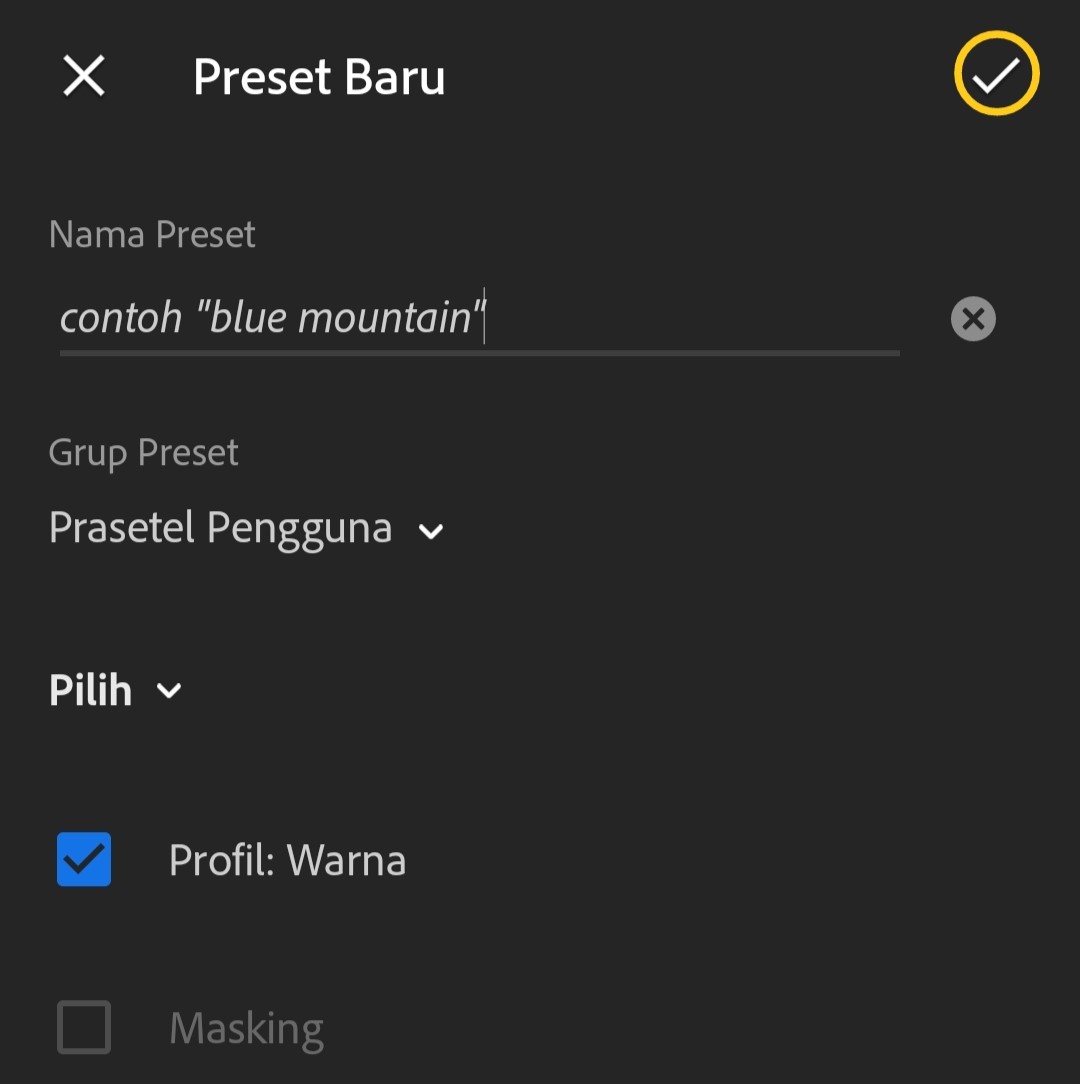 Preset Baru
Nama Preset
contoh "blue mountain"
Grup Preset
Prasetel Pengguna
Pilih
Profil: Warna
Masking